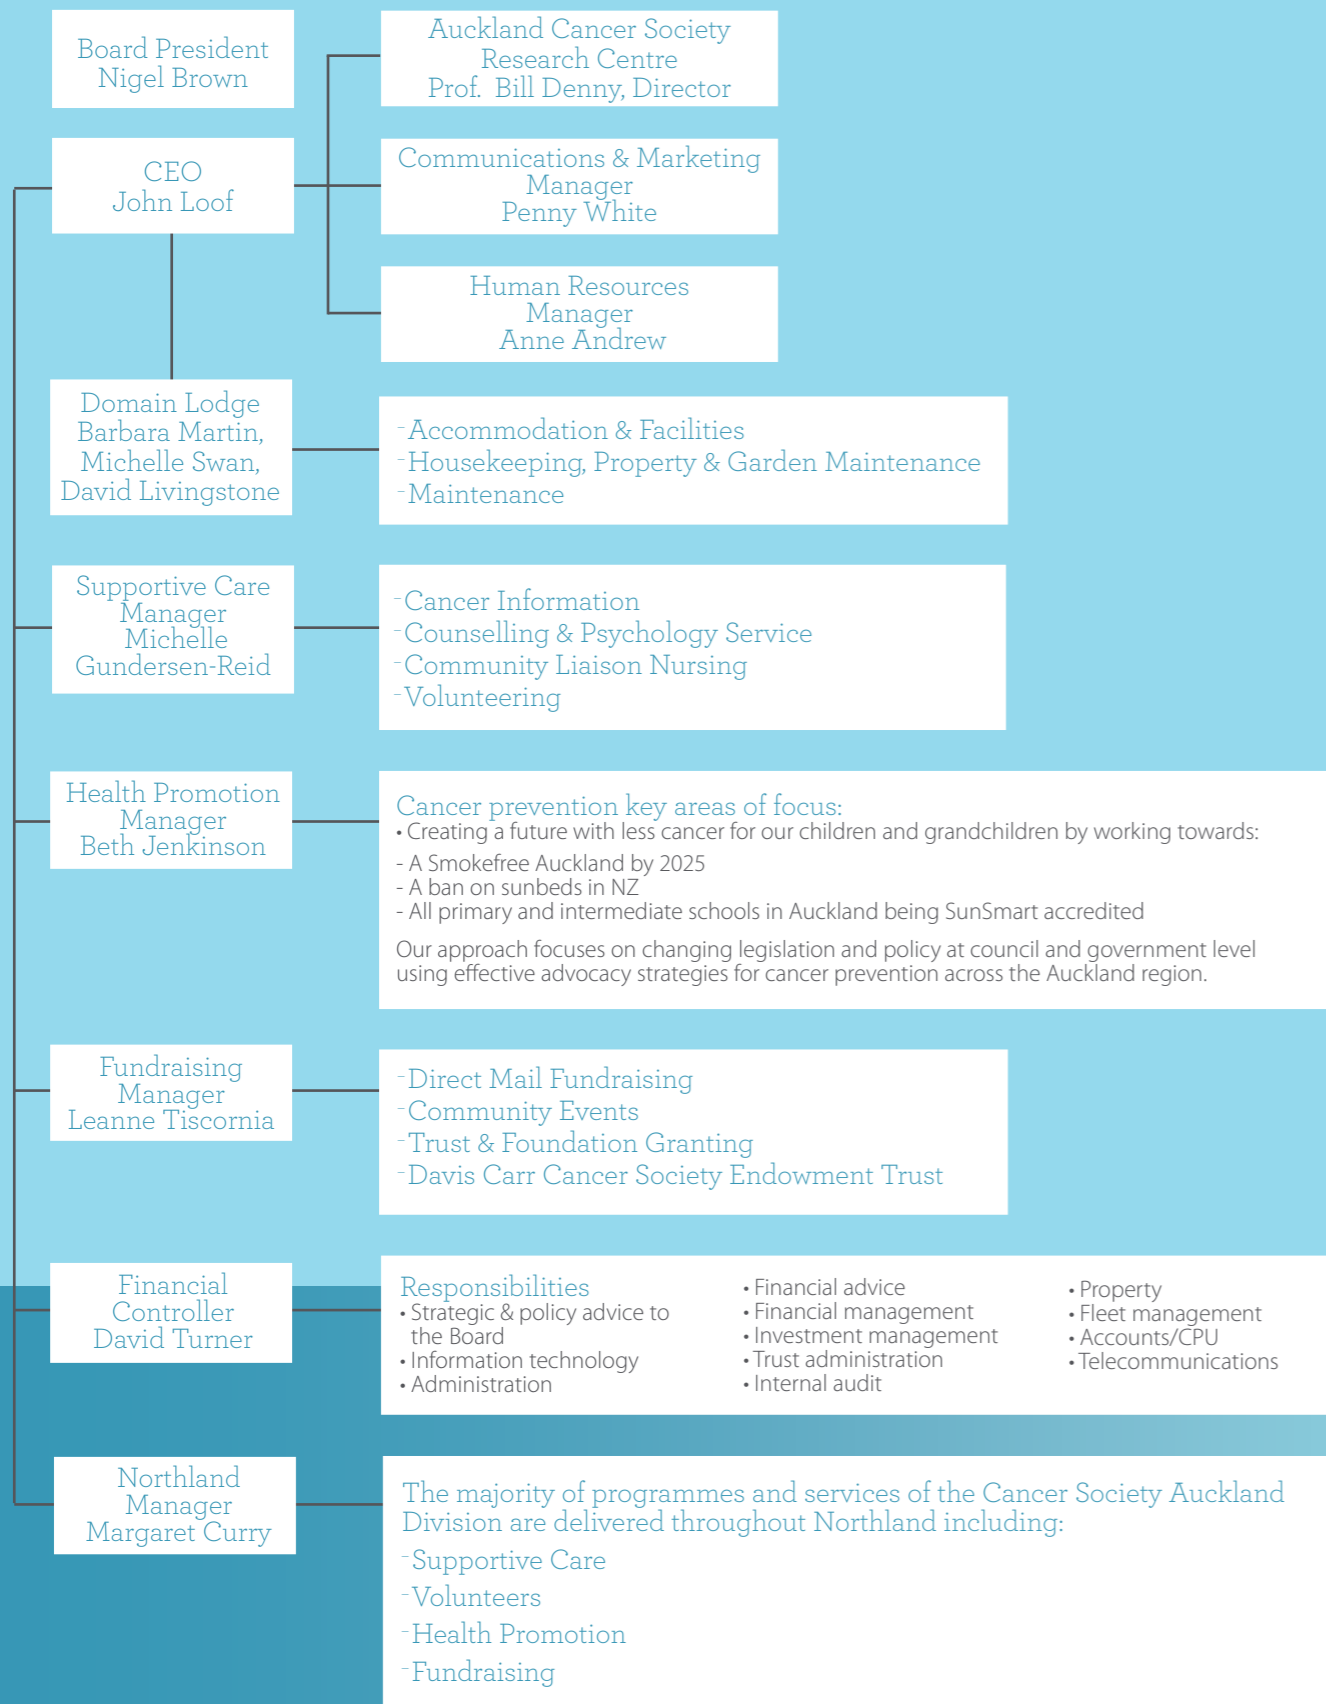 Board President
Nigel Brown
Auckland Cancer Society
Research Centre
Prof. Bill Denny, Director
CEO
John Loof
Communications & Marketing
Manager
Penny White
Human Resources
Manager
Anne Andrew
Domain Lodge
Barbara Martin,
Michelle Swan,
David Livingstone
-Accommodation & Facilities
-Housekeeping, Property & Garden Maintenance
-Maintenance
Supportive Care
Manager
Michelle
Gundersen-Reid
-Cancer Information
-Counselling & Psychology Service
-Community Liaison Nursing
-Volunteering
Health Promotion
Manager
Beth Jenkinson
Cancer prevention key areas of focus:
• Creating a future with less cancer for our children and grandchildren by working towards:
- A Smokefree Auckland by 2025
- A ban on sunbeds in NZ
- All primary and intermediate schools in Auckland being SunSmart accredited
Our approach focuses on changing legislation and policy at council and government level
using effective advocacy strategies for cancer prevention across the Auckland region.
Fundraising
Manager
Leanne Tiscornia
-Direct Mail Fundraising
-Community Events
-Trust & Foundation Granting
-Davis Carr Cancer Society Endowment Trust
Financial
Controller
David Turner
Responsibilities
• Strategic & policy advice to
the Board
• Information technology
• Administration
• Financial advice
• Financial management
• Investment management
• Trust administration
• Internal audit
• Property
• Fleet management
• Accounts/CPU
• Telecommunications
Northland
Manager
Margaret Curry
The majority of programmes and services of the Cancer Society Auckland
Division are delivered throughout Northland including:
-Supportive Care
-Volunteers
-Health Promotion
-Fundraising